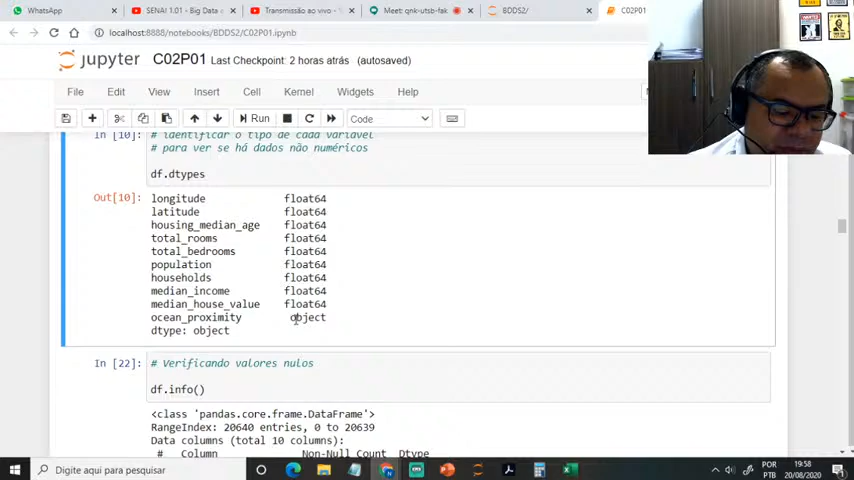 WhatsApp
SENAI 1.01 - Big Data e
Transmissão ao vivo -
Meet: qnk-utsb-fak
BDDS2/
C02P01
localhost:8888/notebooks/BDDS2/C02P01.ipynb
jupyter C02P01 Last Checkpoint: 2 horas atrás (autosaved)
File Edit View Insert Cell Kernel Widgets Help
Run Code
In [10]: # identificar o tipo de cada variável
# para ver se há dados não numéricos
df.dtypes
Out[10]: longitude float64
latitude float64
housing_median_age float64
total_rooms float64
total_bedrooms float64
population float64
households float64
median_income float64
median_house_value float64
ocean_proximity object
dtype: object
In [22]: # Verificando valores nulos
df.info()
<class 'pandas.core.frame.DataFrame'>
RangeIndex: 20640 entries, 0 to 20639
Data columns (total 10 columns):
# Column Non-Null Count Dtype
Digite aqui para pesquisar
POR 19:58
PTB 20/08/2020